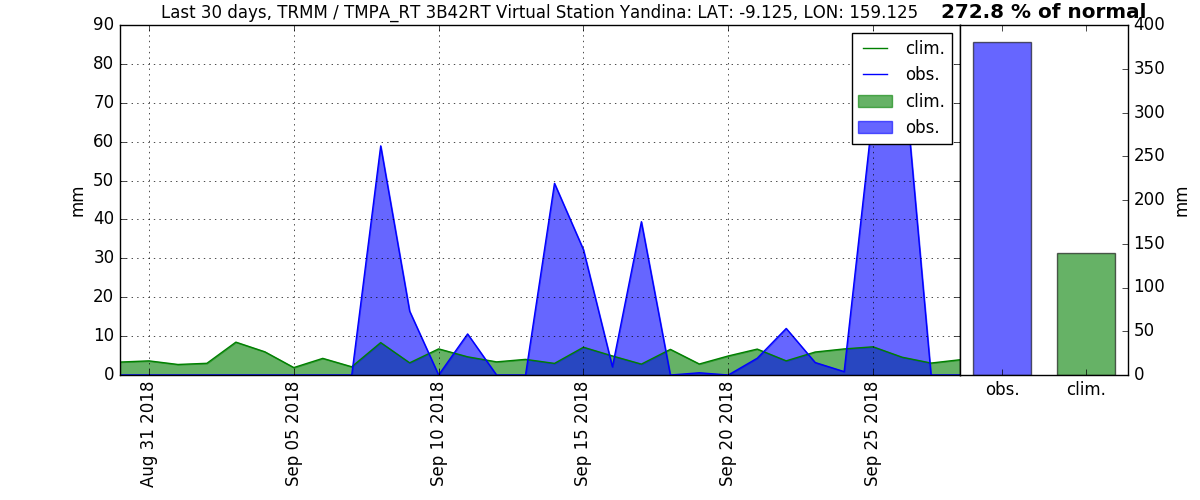 Last 30 days, TRMM / TMPA_RT 3B42RT Virtual Station Yandina: LAT: -9.125, LON: 159.125
272.8 % of normal
90
80
70
60
50
40
30
20
10
0
mm
clim.
obs.
clim.
obs.
Aug 31 2018
Sep 05 2018
Sep 10 2018
Sep 15 2018
Sep 20 2018
Sep 25 2018
400
350
300
250
200
150
100
50
0
mm
obs.
clim.